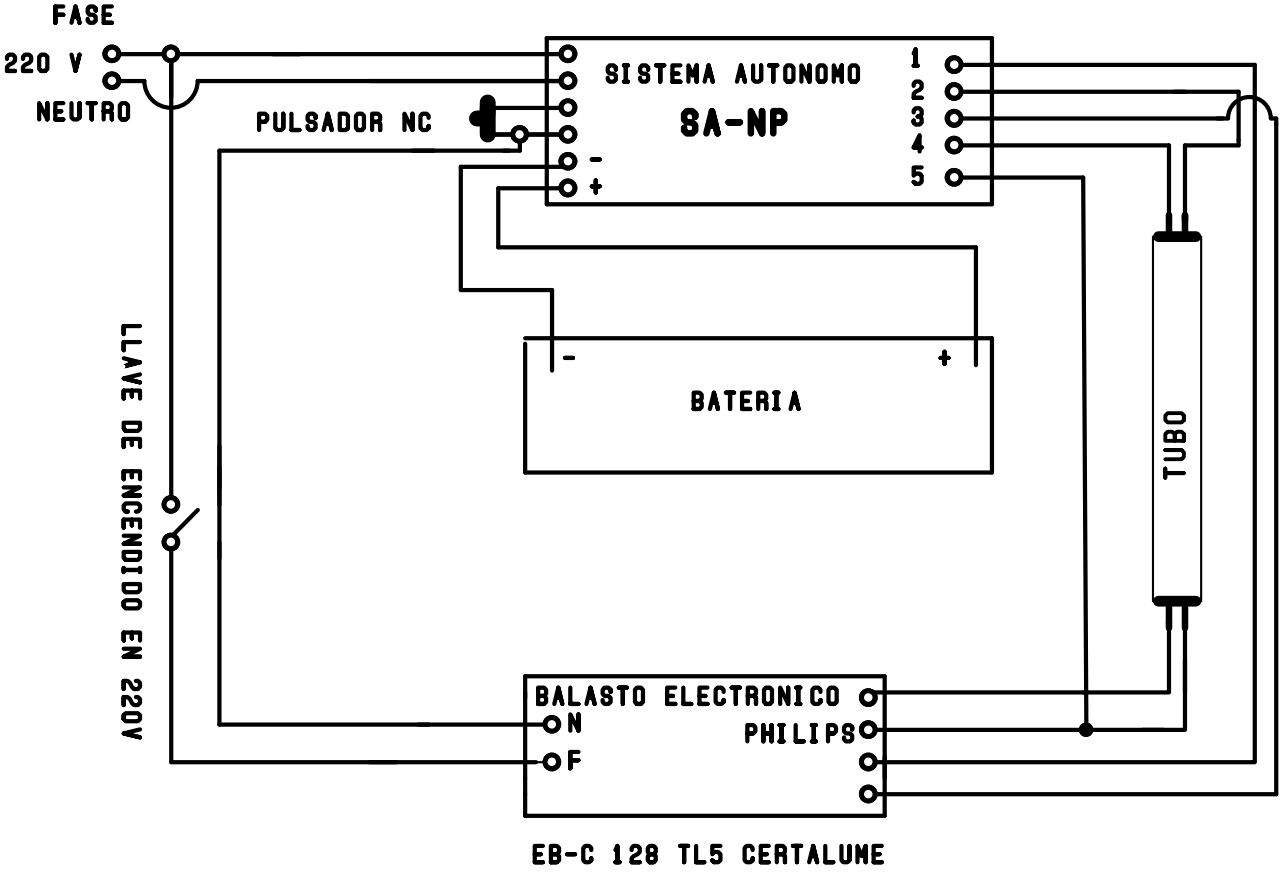 FASE
220 V
NEUTRO
PULSADOR NC
SISTEMA AUTONOMO
SA-NP
-
+
1
2
3
4
5
- +
BATERIA
TUBO
LLAVE DE ENCENDIDO EN 220V
BALASTO ELECTRONICO
PHILIPS
N
F
EB-C 128 TL5 CERTALUME